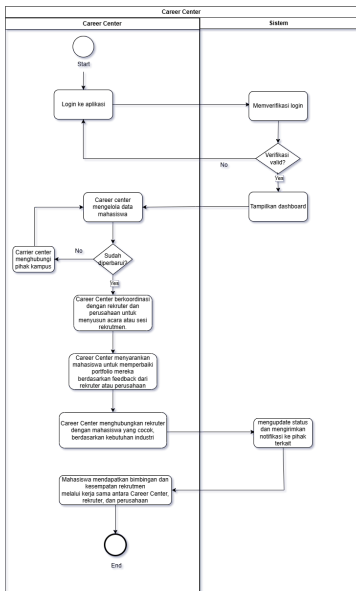 Career Center
Career Center
Sistem
Start
Login ke aplikasi
Memverifikasi login
Verifikasi
valid?
No
Yes
Tampilkan dashboard
Career center
mengelola data
mahasiswa
Carrier center
menghubungi
pihak kampus
No
Sudah
diperbarui?
Yes
Career Center berkoordinasi
dengan rekruter dan
perusahaan untuk
menyusun acara atau sesi
rekrutmen.
Career Center menyarankan
mahasiswa untuk memperbaiki
portfolio mereka
berdasarkan feedback dari
rekruter atau perusahaan
Career Center menghubungkan rekruter
dengan mahasiswa yang cocok,
berdasarkan kebutuhan industri
mengupdate status
dan mengirimkan
notifikasi ke pihak
terkait
Mahasiswa mendapatkan bimbingan dan
kesempatan rekrutmen
melalui kerja sama antara Career Center,
rekruter, dan perusahaan
End